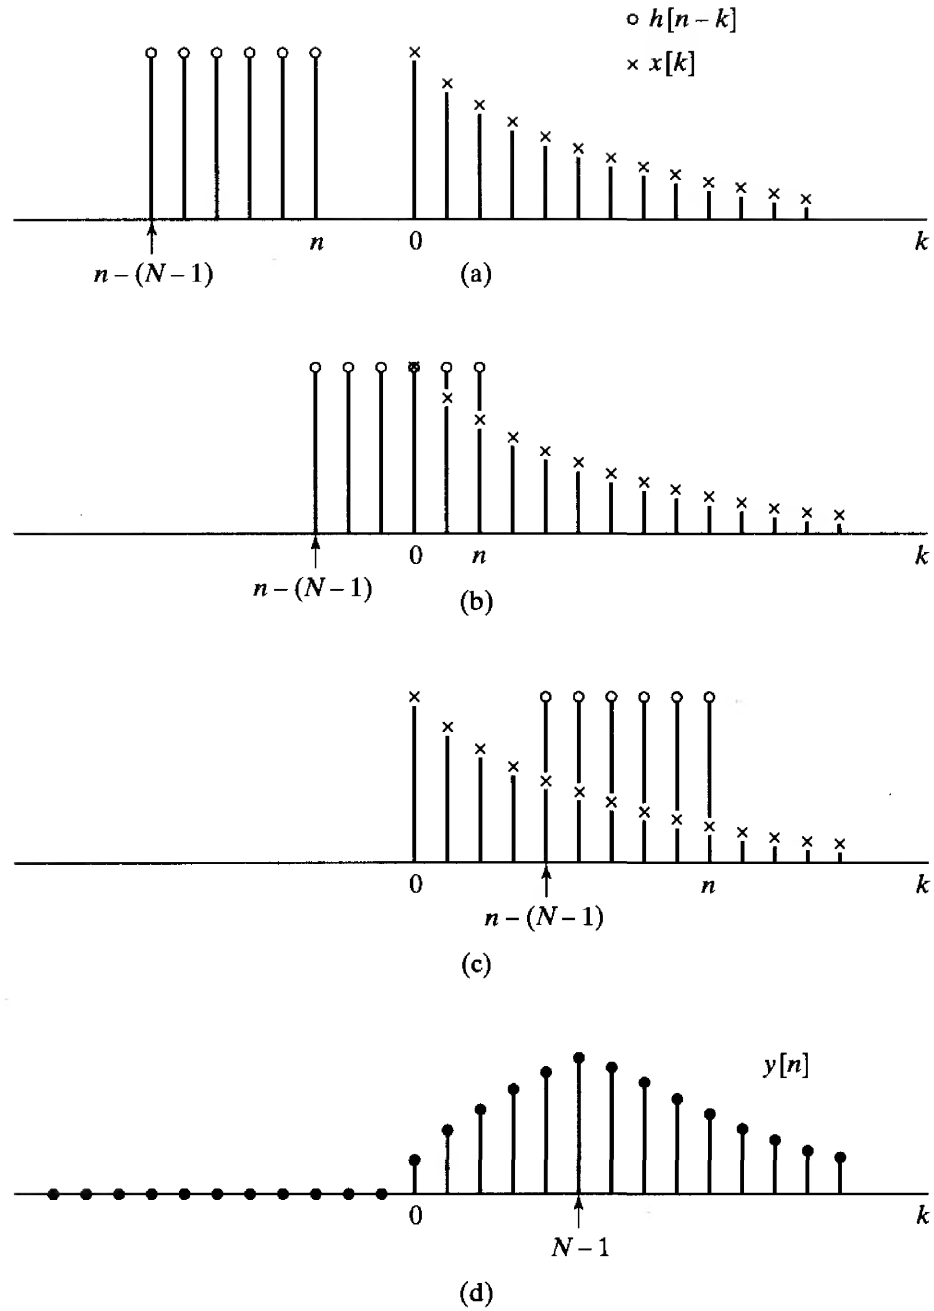 ○ h[n – k]
× x[k]
n 0 k
n – (N – 1)
(a)
0 n k
n – (N – 1)
(b)
0 n k
n – (N – 1)
(c)
y[n]
0 k
N – 1
(d)